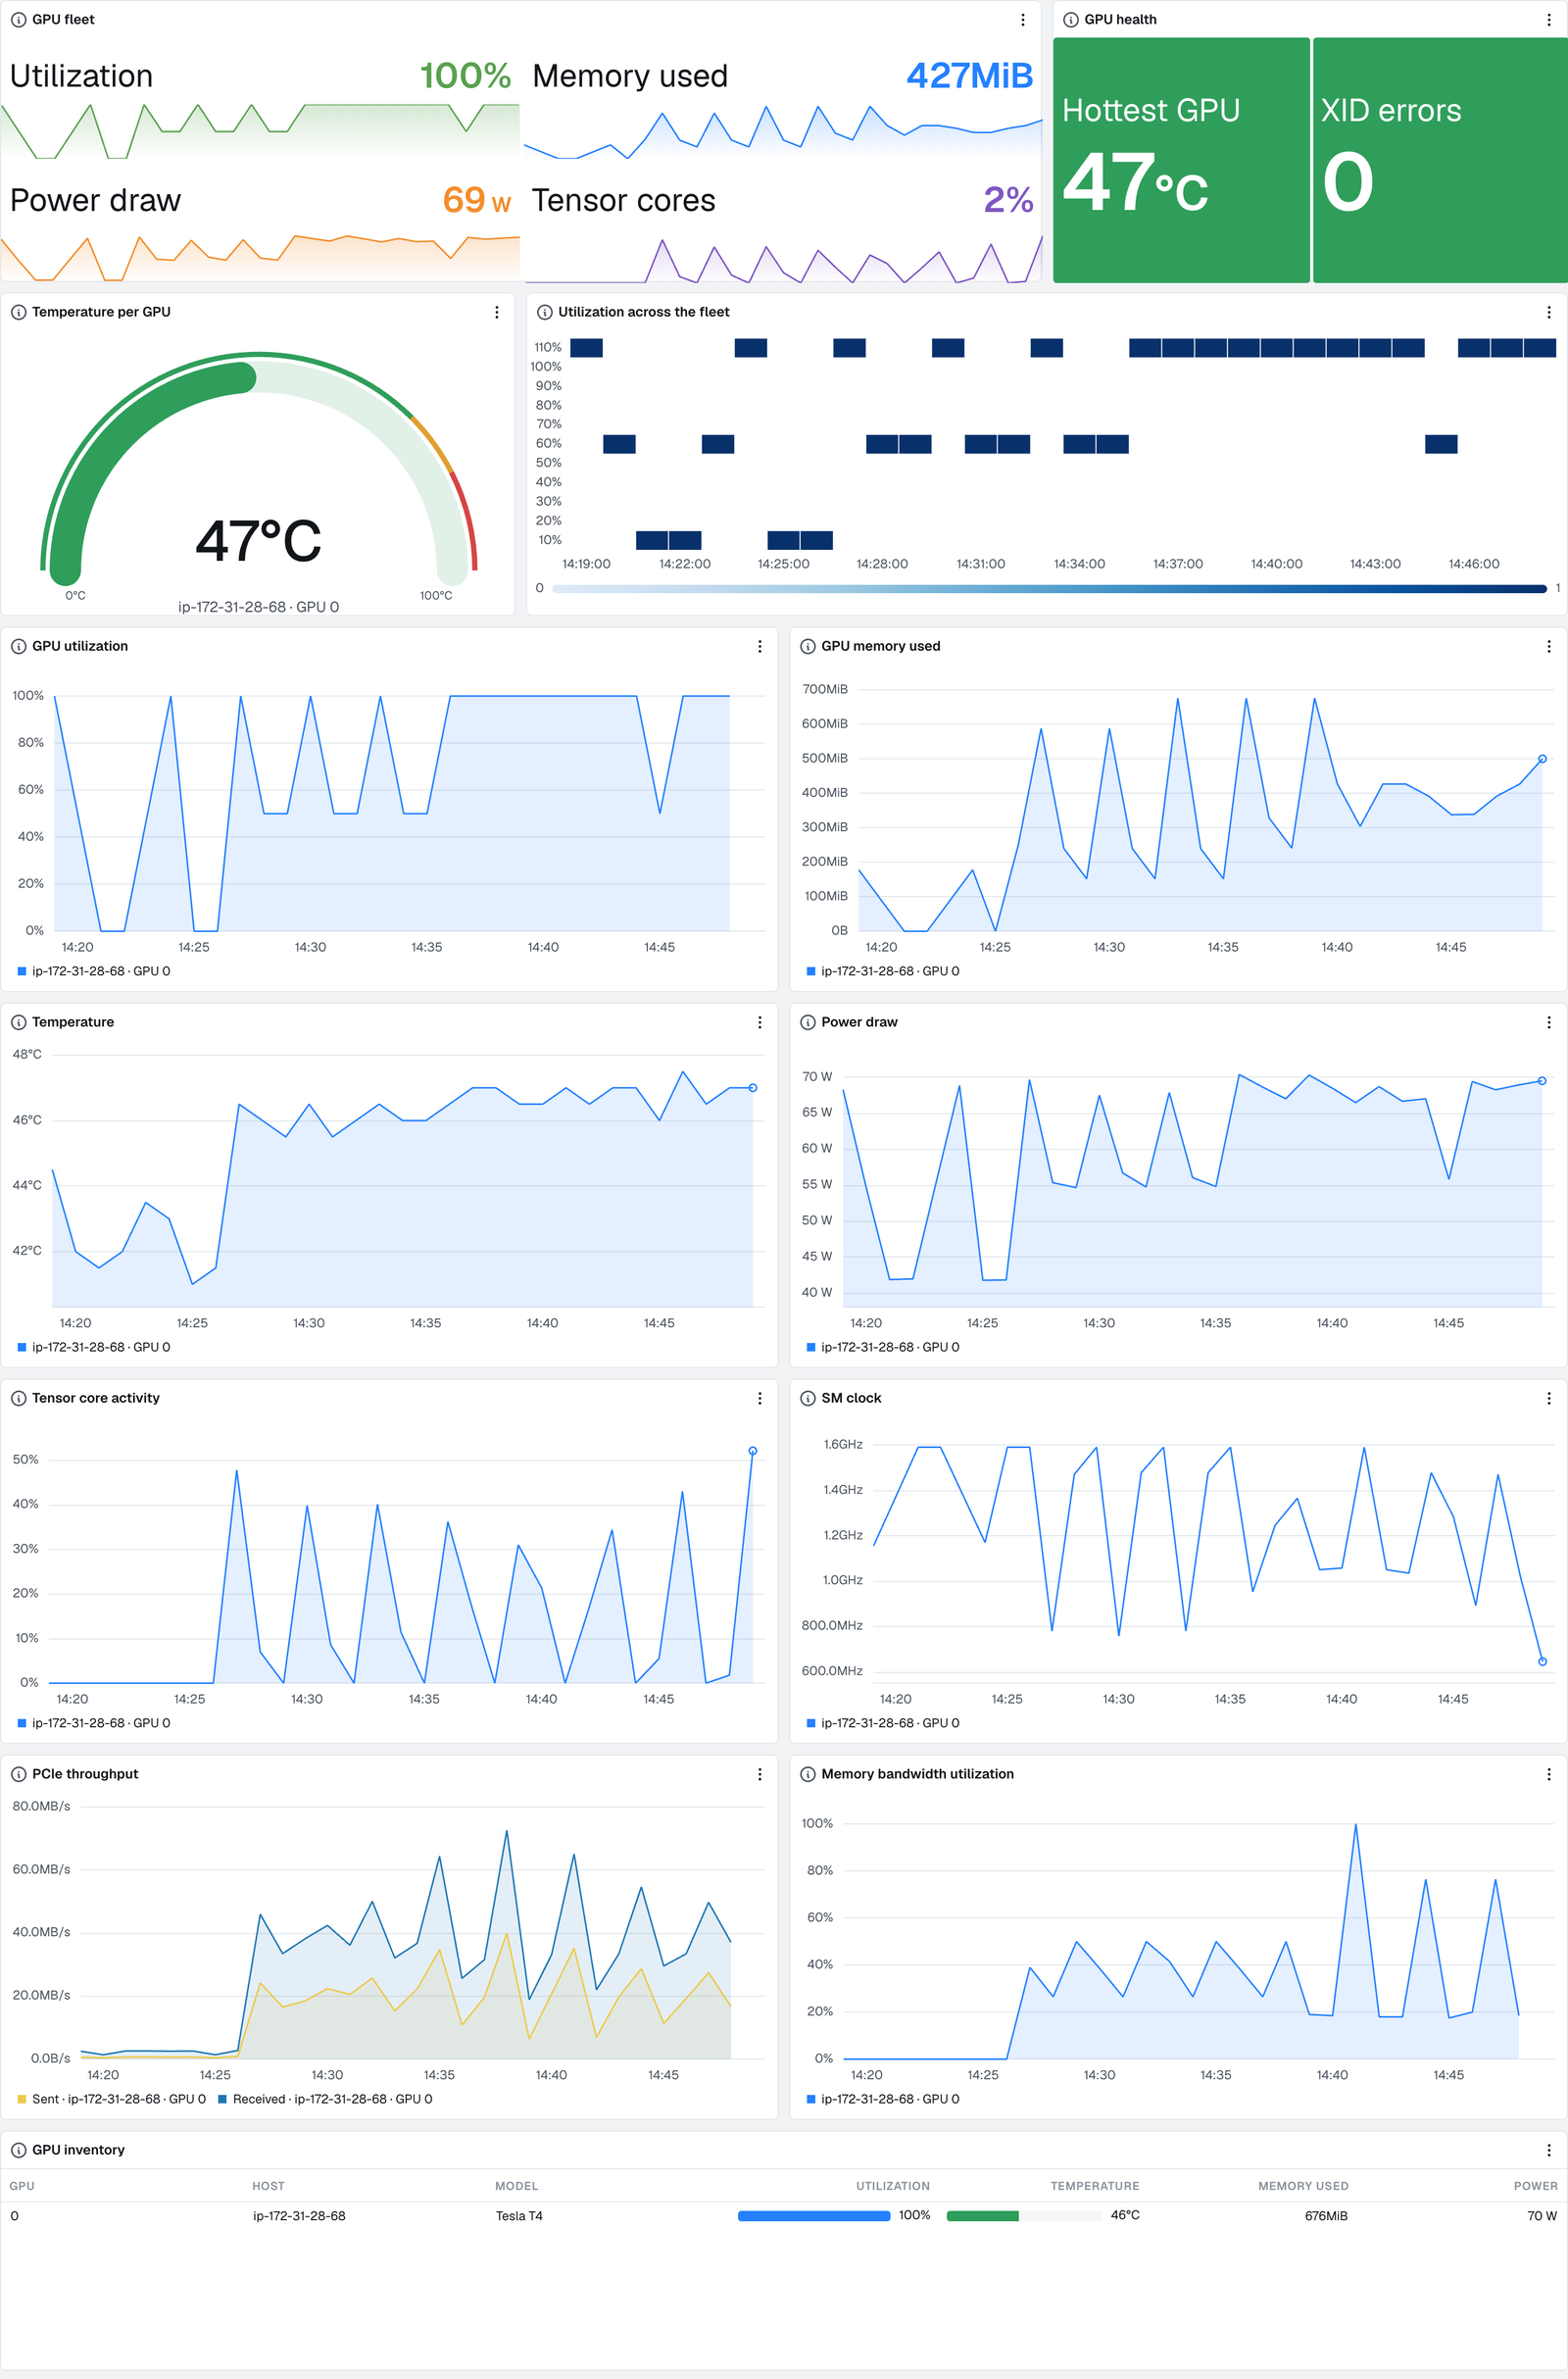 GPU fleet
Utilization 100%
Memory used 427MiB
Power draw 69 W
Tensor cores 2%
GPU health
Hottest GPU
47°C
XID errors
0
Temperature per GPU
47°C
0°C
100°C
ip-172-31-28-68 · GPU 0
Utilization across the fleet
110%
100%
90%
80%
70%
60%
50%
40%
30%
20%
10%
14:19:00 14:22:00 14:25:00 14:28:00 14:31:00 14:34:00 14:37:00 14:40:00 14:43:00 14:46:00
0 1
GPU utilization
100%
80%
60%
40%
20%
0%
14:20 14:25 14:30 14:35 14:40 14:45
ip-172-31-28-68 · GPU 0
GPU memory used
700MiB
600MiB
500MiB
400MiB
300MiB
200MiB
100MiB
0B
14:20 14:25 14:30 14:35 14:40 14:45
ip-172-31-28-68 · GPU 0
Temperature
48°C
46°C
44°C
42°C
14:20 14:25 14:30 14:35 14:40 14:45
ip-172-31-28-68 · GPU 0
Power draw
70 W
65 W
60 W
55 W
50 W
45 W
40 W
14:20 14:25 14:30 14:35 14:40 14:45
ip-172-31-28-68 · GPU 0
Tensor core activity
50%
40%
30%
20%
10%
0%
14:20 14:25 14:30 14:35 14:40 14:45
ip-172-31-28-68 · GPU 0
SM clock
1.6GHz
1.4GHz
1.2GHz
1.0GHz
800.0MHz
600.0MHz
14:20 14:25 14:30 14:35 14:40 14:45
ip-172-31-28-68 · GPU 0
PCIe throughput
80.0MB/s
60.0MB/s
40.0MB/s
20.0MB/s
0.0B/s
14:20 14:25 14:30 14:35 14:40 14:45
Sent · ip-172-31-28-68 · GPU 0 Received · ip-172-31-28-68 · GPU 0
Memory bandwidth utilization
100%
80%
60%
40%
20%
0%
14:20 14:25 14:30 14:35 14:40 14:45
ip-172-31-28-68 · GPU 0
GPU inventory
GPU HOST MODEL UTILIZATION TEMPERATURE MEMORY USED POWER
0 ip-172-31-28-68 Tesla T4 100% 46°C 676MiB 70 W